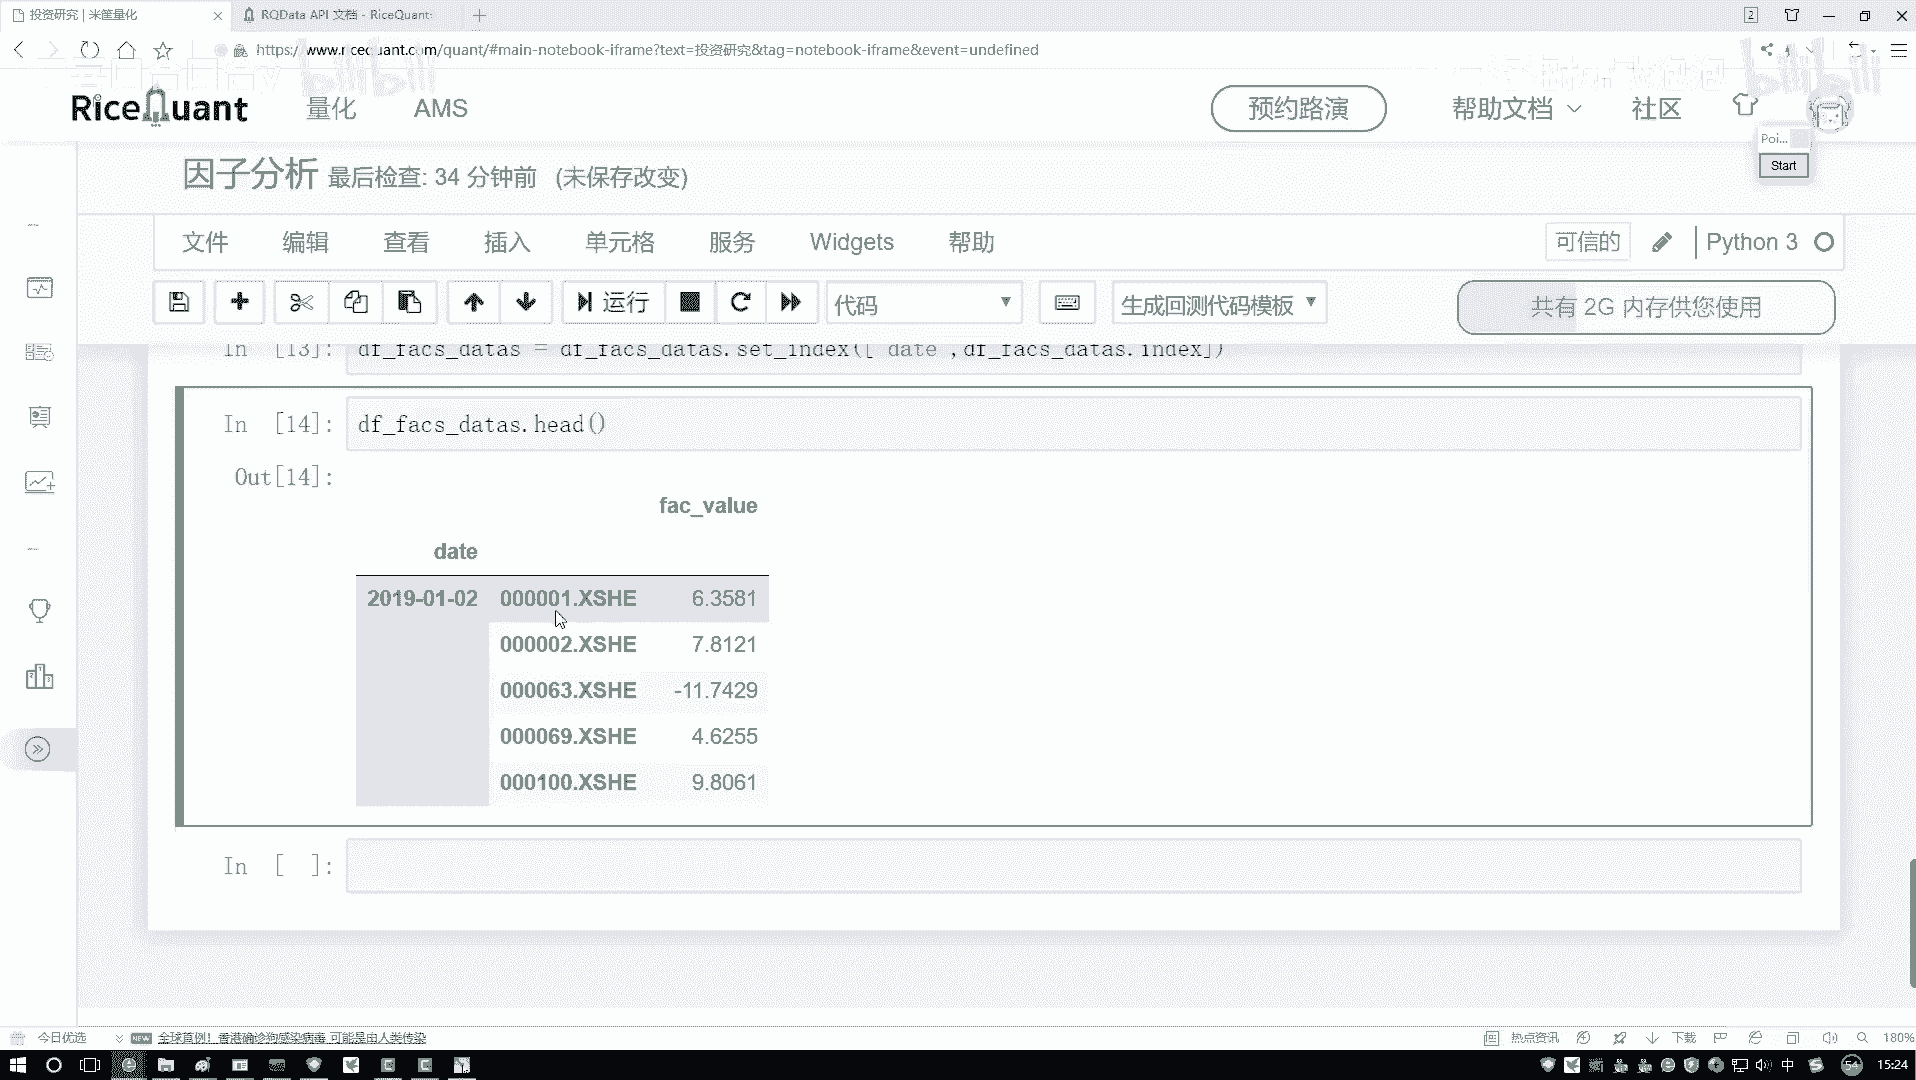 投资研究 | 米筐量化
RQData API 文档 - RiceQuant:
2
https://www.ricequant.com/quant/#main-notebook-iframe?text=投资研究&tag=notebook-iframe&event=undefined
bilibili
bilibili
RiceQuant
量化
AMS
预约路演
帮助文档
社区
Poi...
Start
因子分析 最后检查: 34 分钟前 (未保存改变)
文件 编辑 查看 插入 单元格 服务 Widgets 帮助
可信的
Python 3
运行
代码
生成回测代码模板
共有 2G 内存供您使用
In [13]: df_facs_datas = df_facs_datas.set_index(['date',df_facs_datas.index])
In [14]: df_facs_datas.head()
Out[14]:
fac_value
date
2019-01-02 000001.XSHE 6.3581
000002.XSHE 7.8121
000063.XSHE -11.7429
000069.XSHE 4.6255
000100.XSHE 9.8061
In [ ]:
今日优选
NEW 全球首例！香港确诊狗感染病毒 可能是由人类传染
热点资讯
下载
180%
中
54
15:24